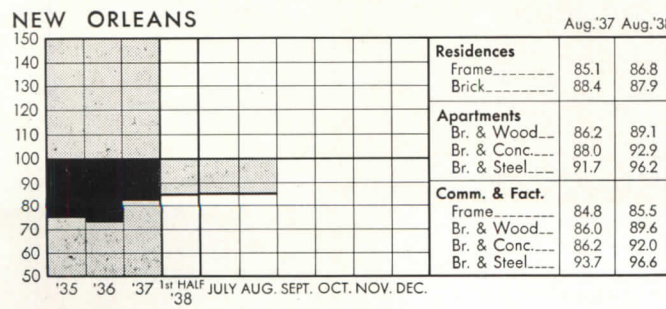 NEW ORLEANS
150
140
130
120
110
100
90
80
70
60
50
'35 '36 '37 1st HALF '38 JULY AUG. SEPT. OCT. NOV. DEC.
Aug.'37 Aug.'38
Residences
Frame 85.1 86.8
Brick 88.4 87.9
Apartments
Br. & Wood 86.2 89.1
Br. & Conc. 88.0 92.9
Br. & Steel 91.7 96.2
Comm. & Fact.
Frame 84.8 85.5
Br. & Wood 86.0 89.6
Br. & Conc. 86.2 92.0
Br. & Steel 93.7 96.6